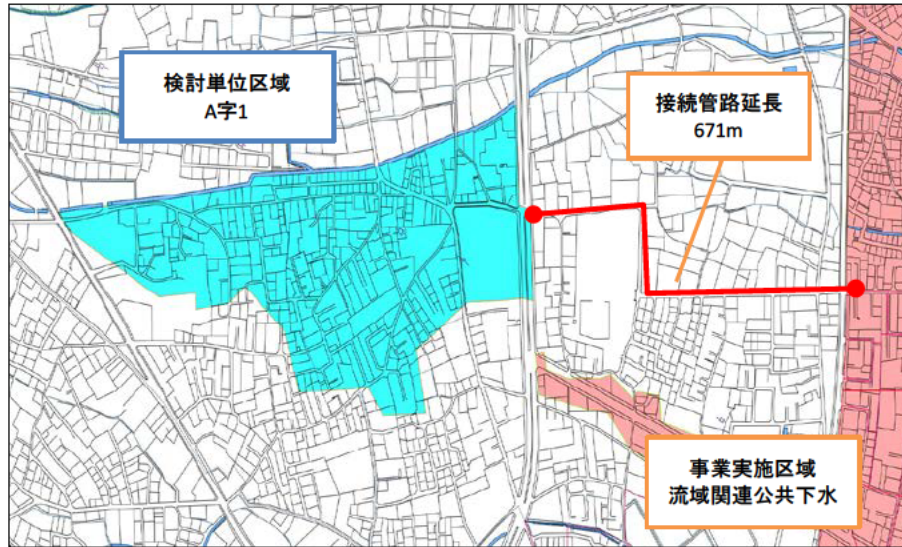 検討単位区域
A字1
接続管路延長
671m
事業実施区域
流域関連公共下水